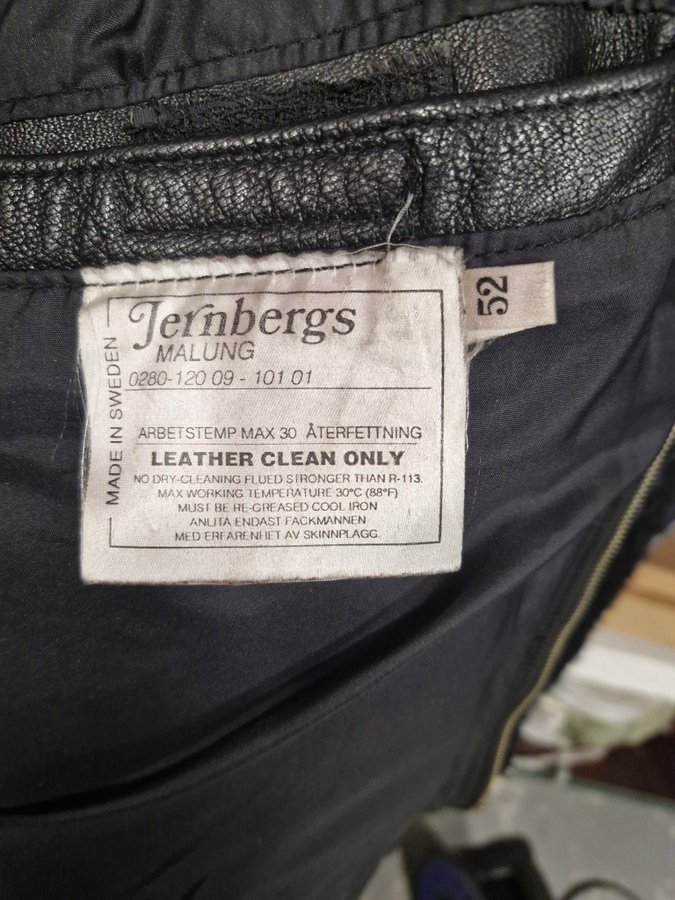 Jernbergs
MALUNG
0280-120 09 - 101 01
MADE IN SWEDEN
ARBETSTEMP MAX 30 ÅTERFETTNING
LEATHER CLEAN ONLY
NO DRY-CLEANING FLUED STRONGER THAN R-113.
MAX WORKING TEMPERATURE 30°C (88°F)
MUST BE RE-GREASED COOL IRON
ANLITA ENDAST FACKMANNEN
MED ERFARENHET AV SKINNPLAGG.
52